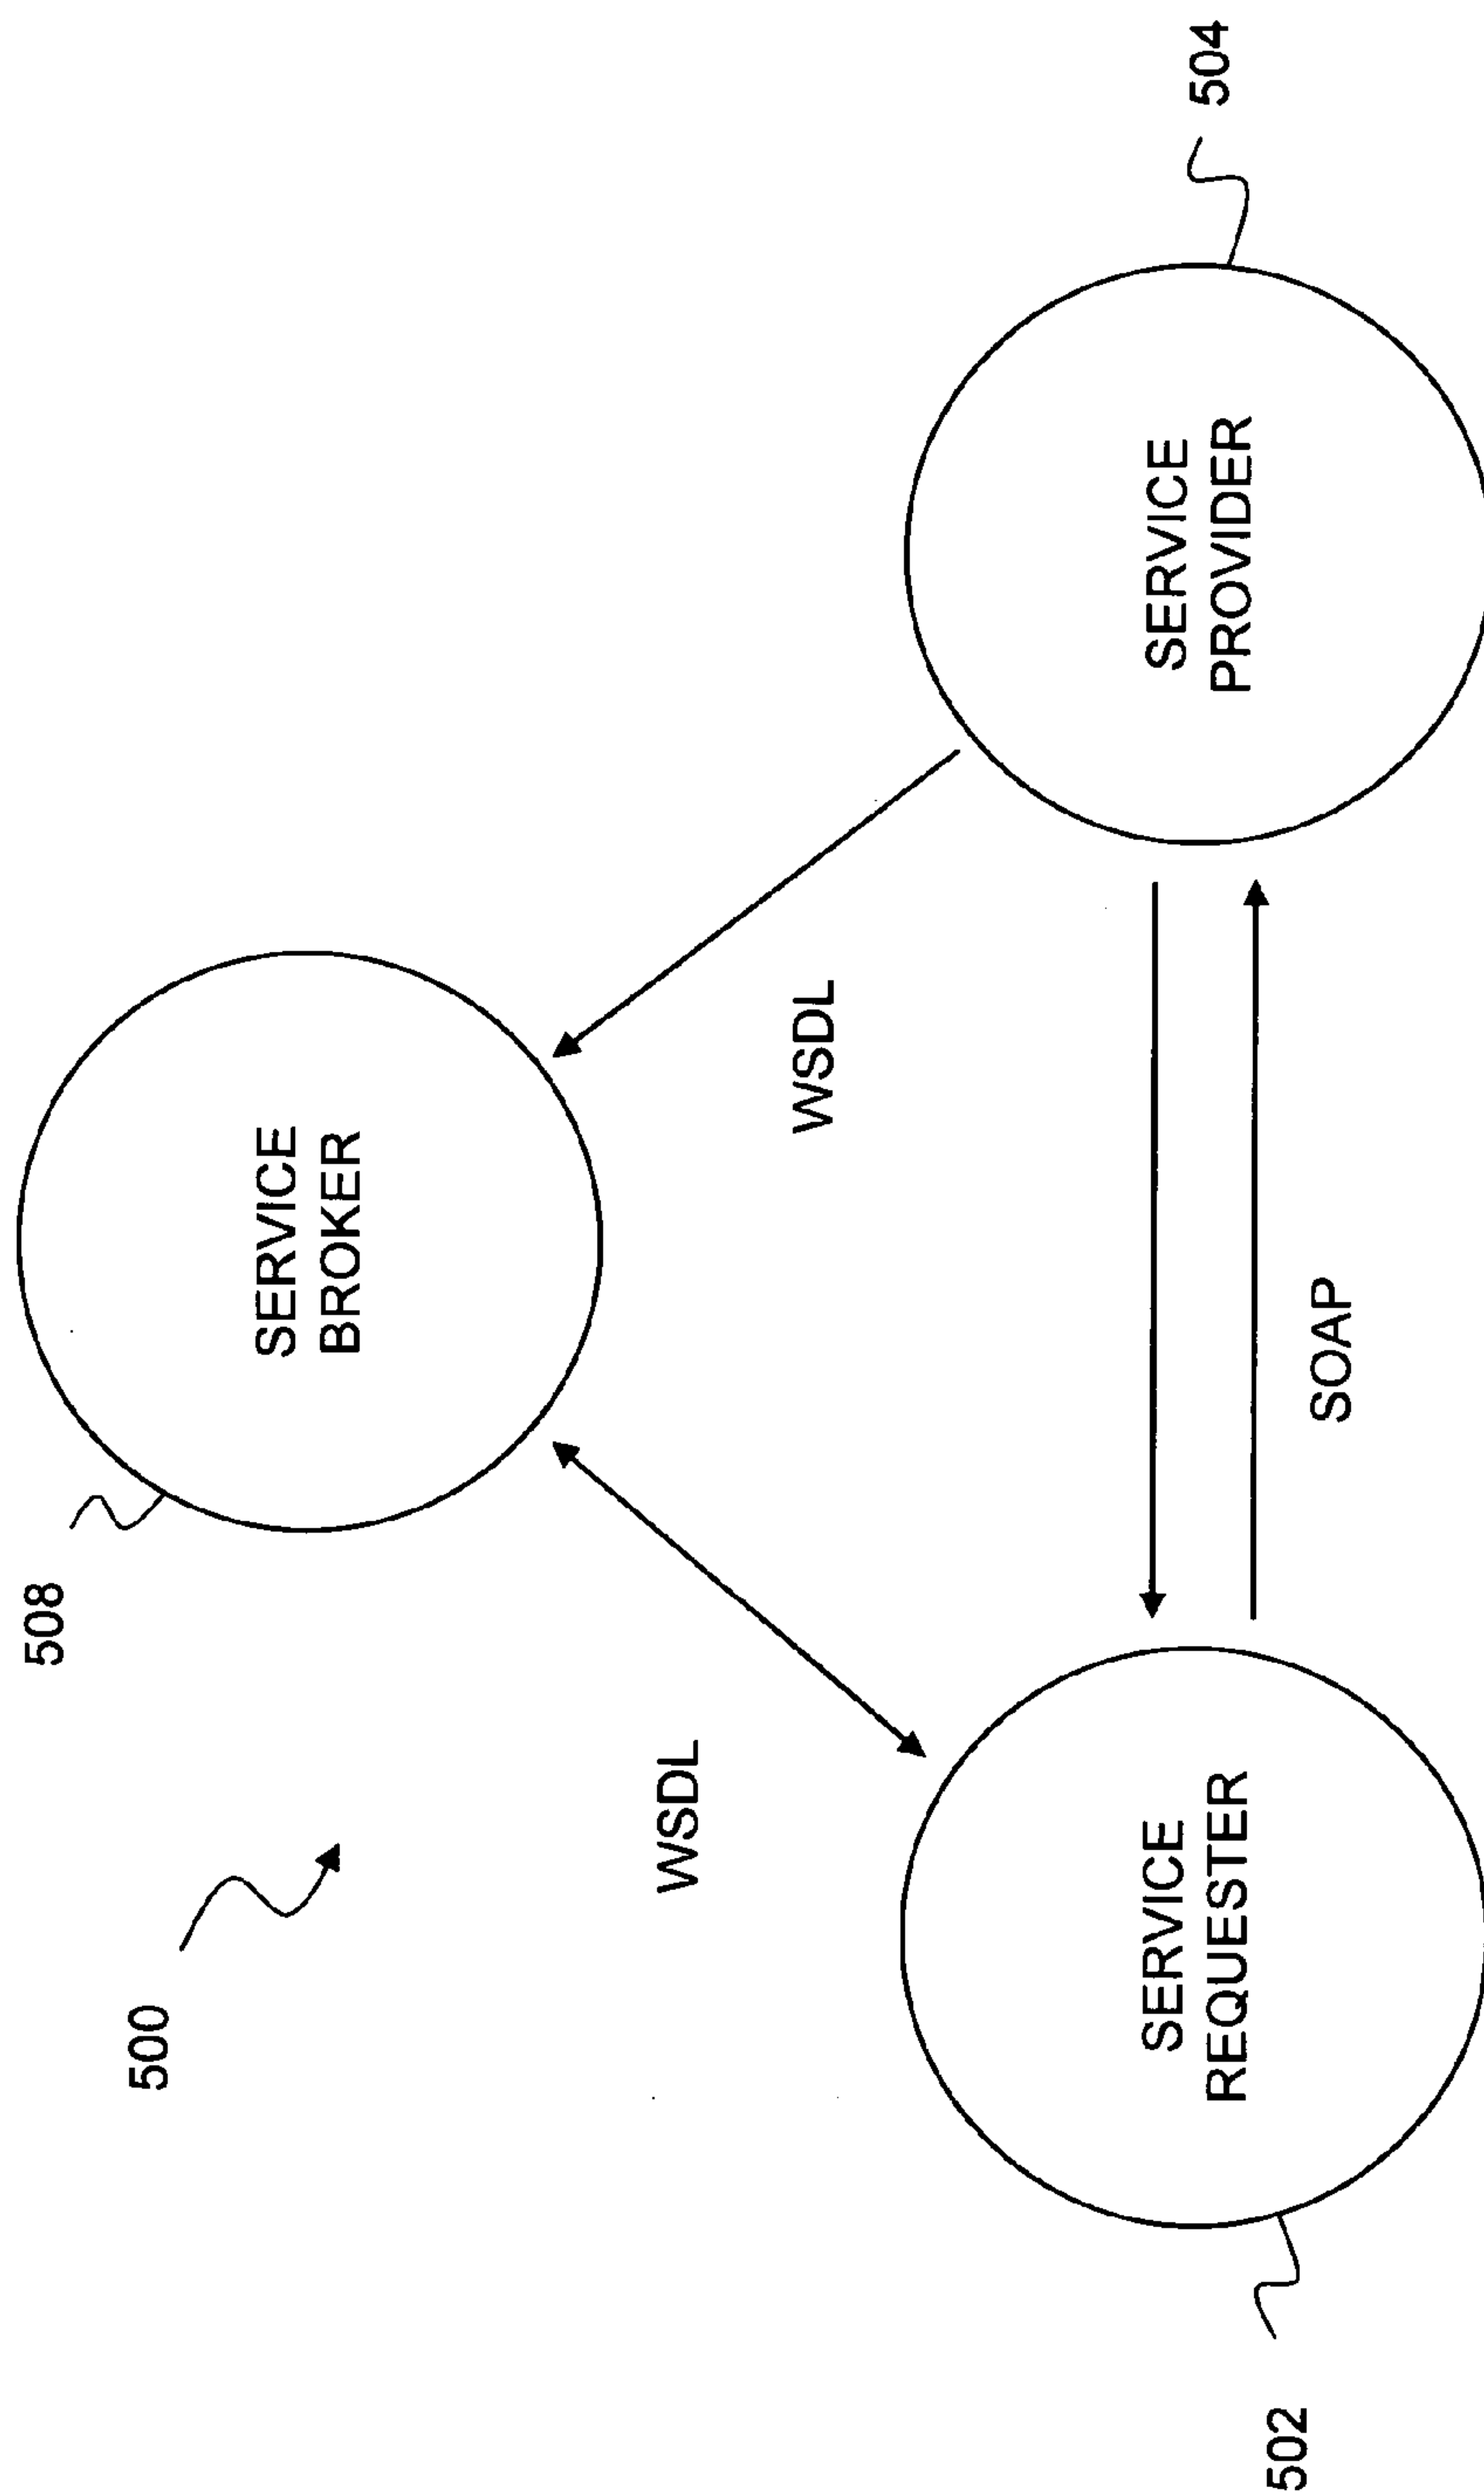 500
508
SERVICE
BROKER
WSDL
WSDL
SERVICE
REQUESTER
502
SOAP
SERVICE
PROVIDER
504